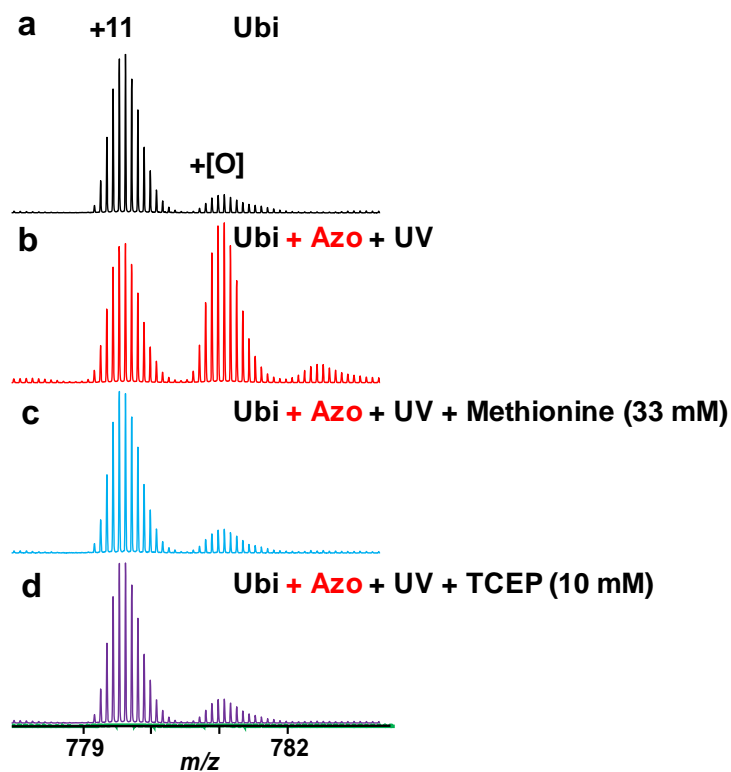 a +11 Ubi
+[O]
b Ubi + Azo + UV
c Ubi + Azo + UV + Methionine (33 mM)
d Ubi + Azo + UV + TCEP (10 mM)
779 782
m/z